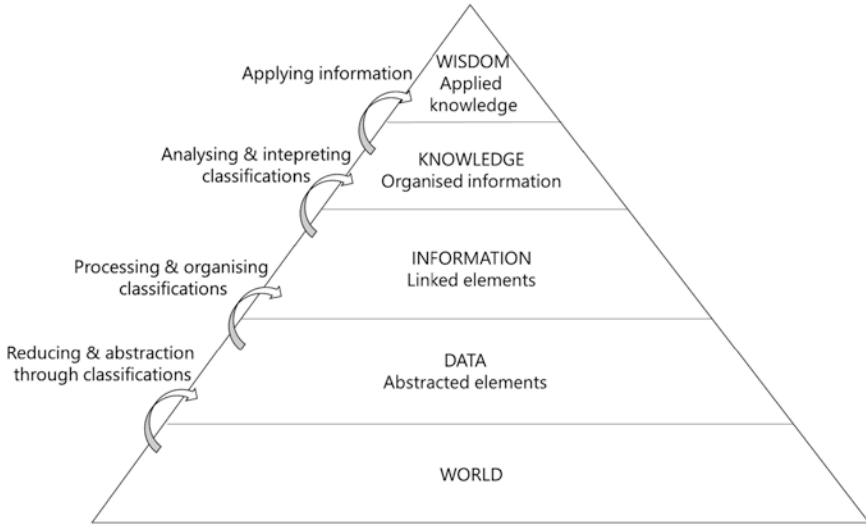 WISDOM
Applied
knowledge
Applying information
KNOWLEDGE
Organised information
Analysing & intepreting
classifications
INFORMATION
Linked elements
Processing & organising
classifications
DATA
Abstracted elements
Reducing & abstraction
through classifications
WORLD